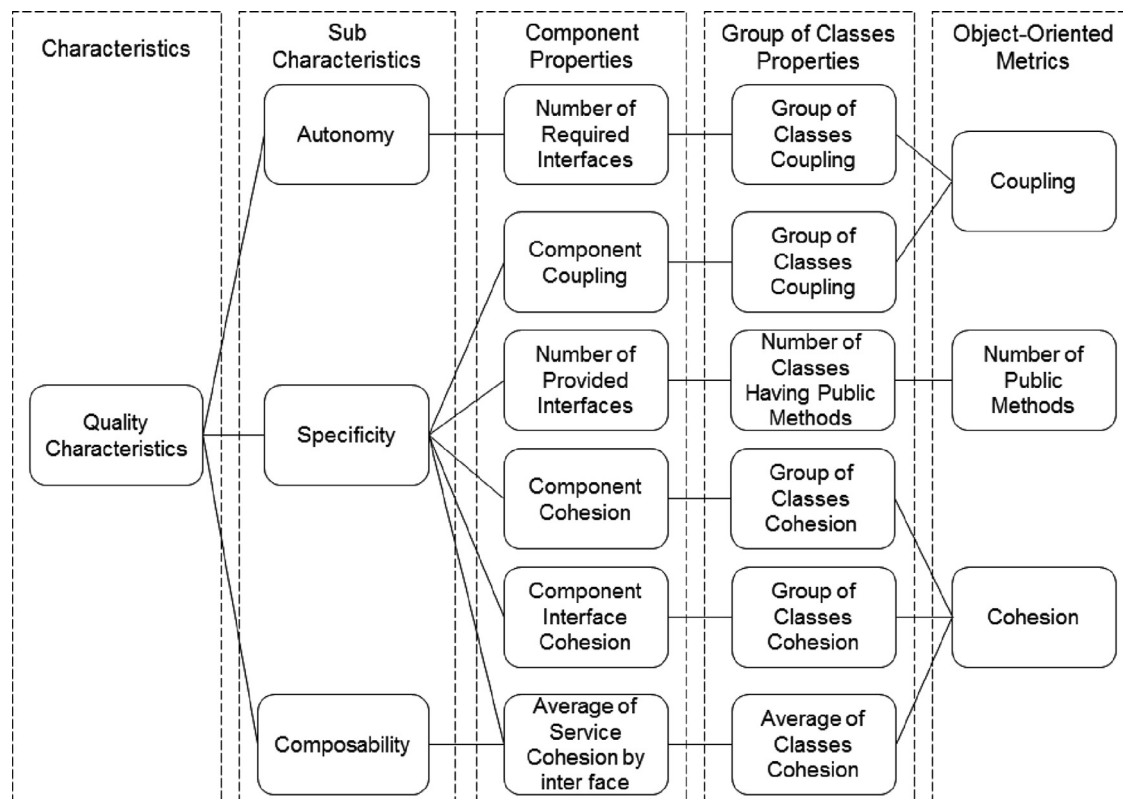 Characteristics
Sub
Characteristics
Component
Properties
Group of Classes
Properties
Object-Oriented
Metrics
Quality
Characteristics
Autonomy
Specificity
Composability
Number of
Required
Interfaces
Component
Coupling
Number of
Provided
Interfaces
Component
Cohesion
Component
Interface
Cohesion
Average of
Service
Cohesion by
inter face
Group of
Classes
Coupling
Group of
Classes
Coupling
Number of
Classes
Having Public
Methods
Group of
Classes
Cohesion
Group of
Classes
Cohesion
Average of
Classes
Cohesion
Coupling
Number of
Public
Methods
Cohesion